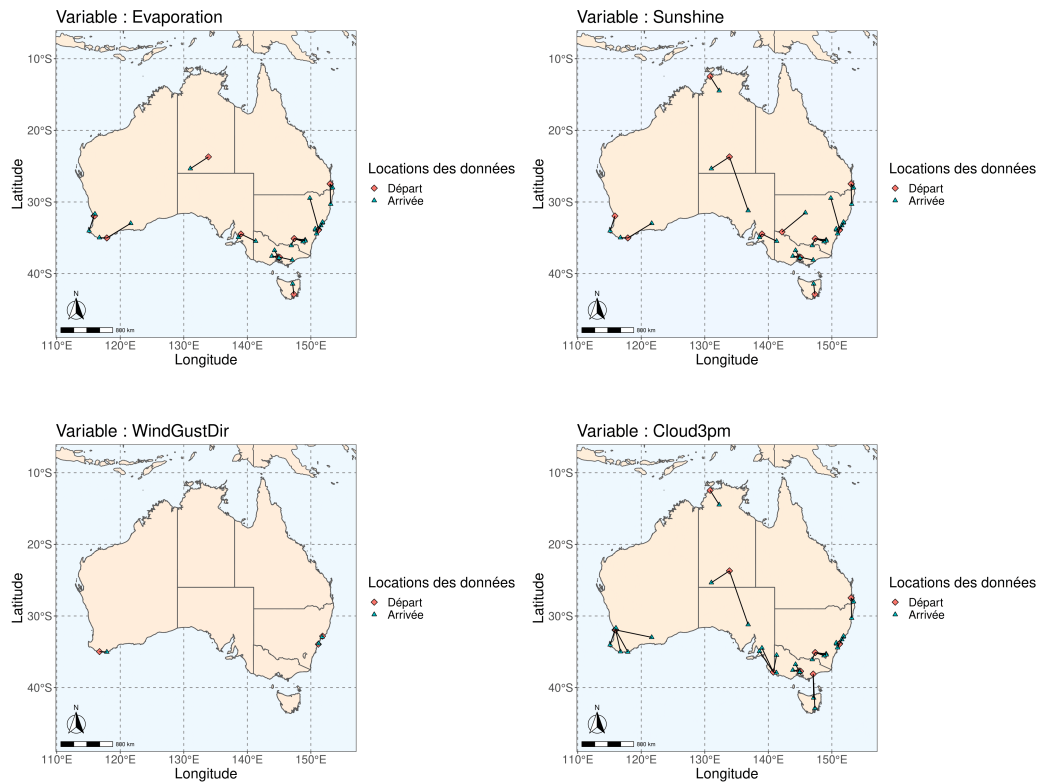 Variable : Evaporation
10°S
20°S
30°S
40°S
Latitude
N
880 km
110°E 120°E 130°E 140°E 150°E
Longitude
Locations des données
Départ
Arrivée
Variable : Sunshine
10°S
20°S
30°S
40°S
Latitude
N
880 km
110°E 120°E 130°E 140°E 150°E
Longitude
Locations des données
Départ
Arrivée
Variable : WindGustDir
10°S
20°S
30°S
40°S
Latitude
N
880 km
110°E 120°E 130°E 140°E 150°E
Longitude
Locations des données
Départ
Arrivée
Variable : Cloud3pm
10°S
20°S
30°S
40°S
Latitude
N
880 km
110°E 120°E 130°E 140°E 150°E
Longitude
Locations des données
Départ
Arrivée